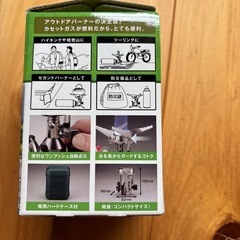 アウトドアバーナーの決定版！
カセットガスが燃料だから、とても便利。
ハイキングや軽登山に
ツーリングに
セカンドバーナーとして
防災備品として
防災袋
便利なワンプッシュ自動点火
炎を風からガードするゴトク
専用ハードケース付
軽量・コンパクトサイズ！
82mm